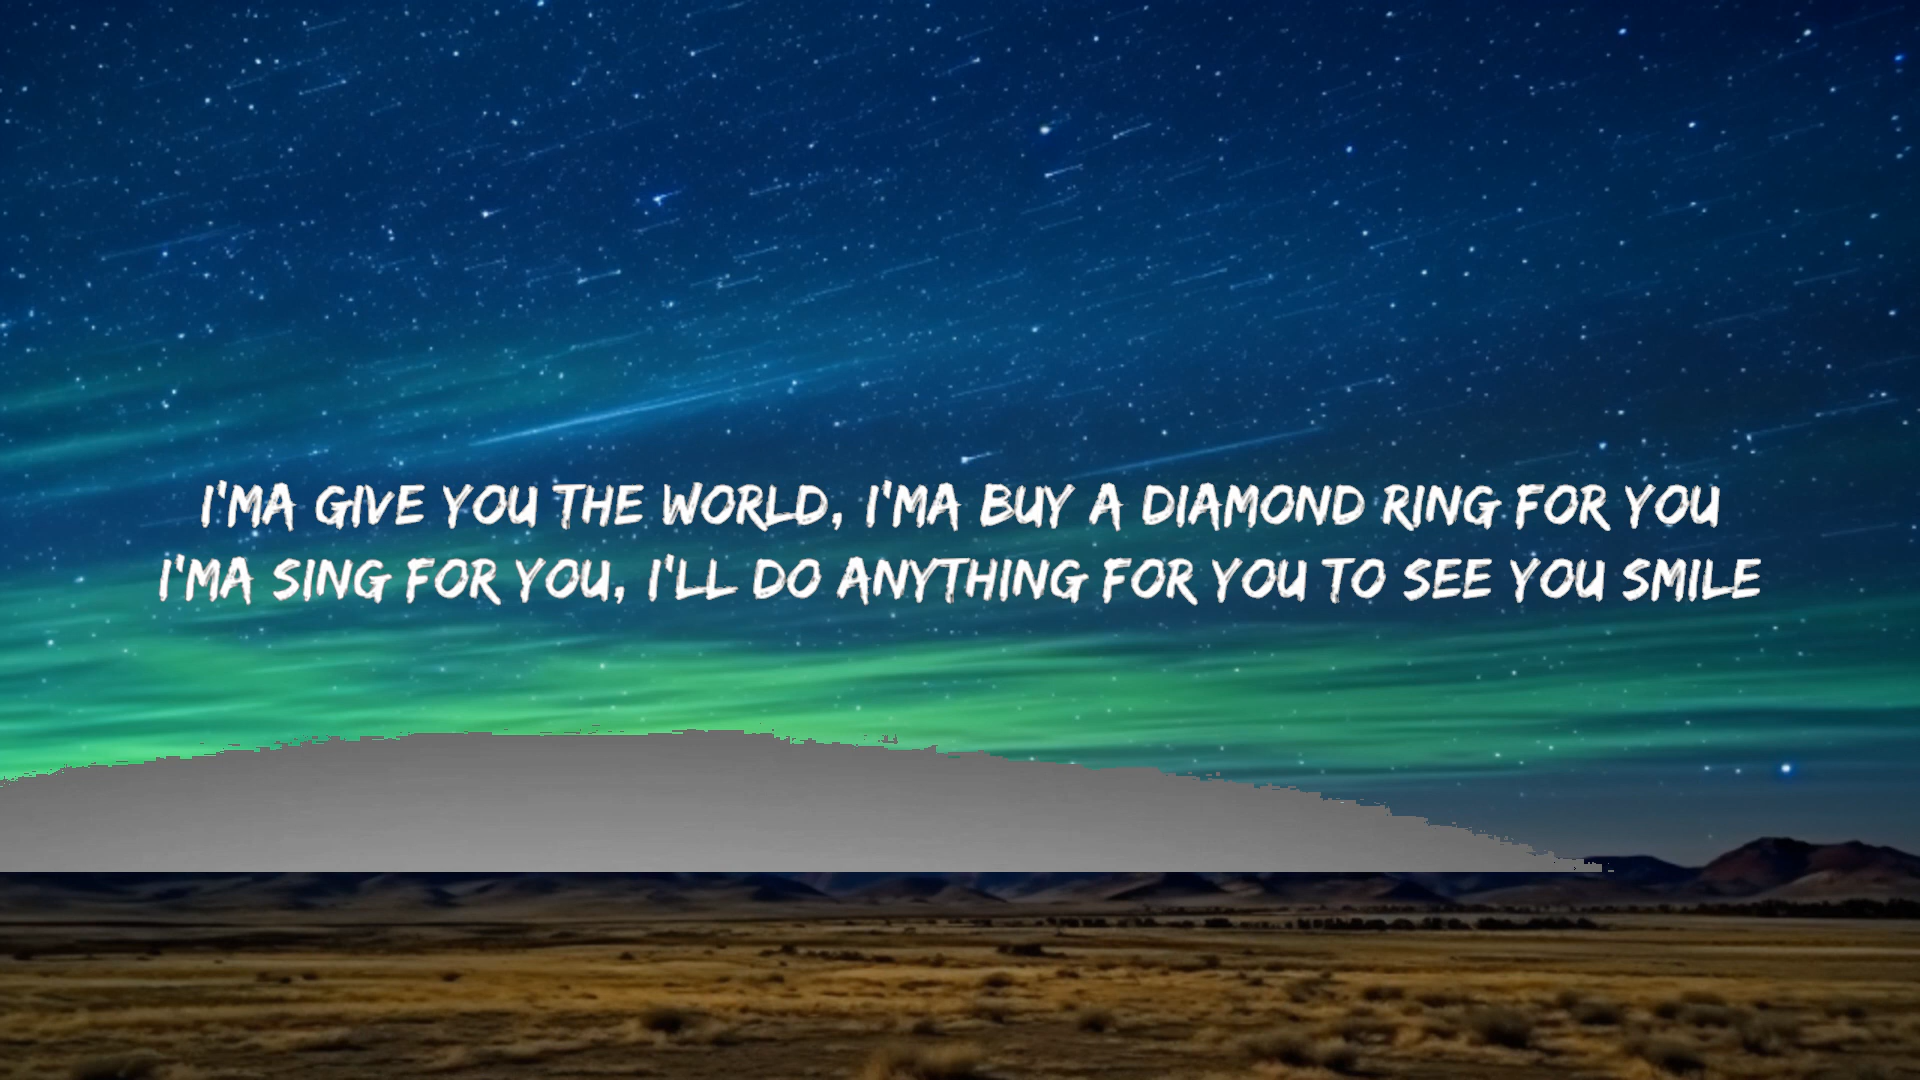 I'MA GIVE YOU THE WORLD, I'MA BUY A DIAMOND RING FOR YOU
I'MA SING FOR YOU, I'LL DO ANYTHING FOR YOU TO SEE YOU SMILE